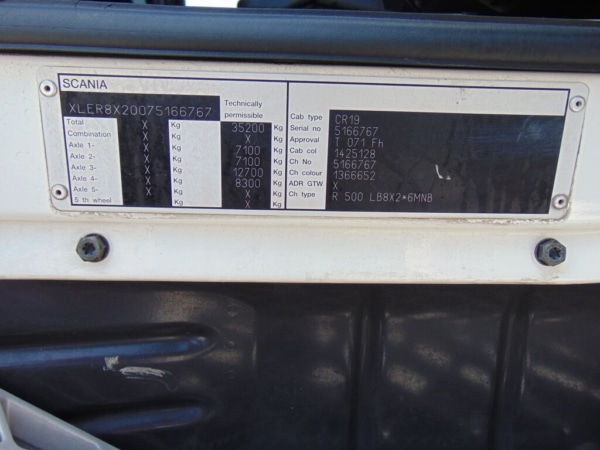 SCANIA
XLER8X20075166767
Technically permissible
Total X Kg 35200 Kg
Combination X Kg X Kg
Axle 1- X Kg 7100 Kg
Axle 2- X Kg 7100 Kg
Axle 3- X Kg 12700 Kg
Axle 4- X Kg 8300 Kg
Axle 5- X Kg X Kg
5 th wheel Kg X Kg
Cab type CR19
Serial no 5166767
Approval T 071 Fh
Cab col 1425128
Ch No 5166767
Ch colour 1366652
ADR GTW X
Ch type R 500 LB8X2*6MNB